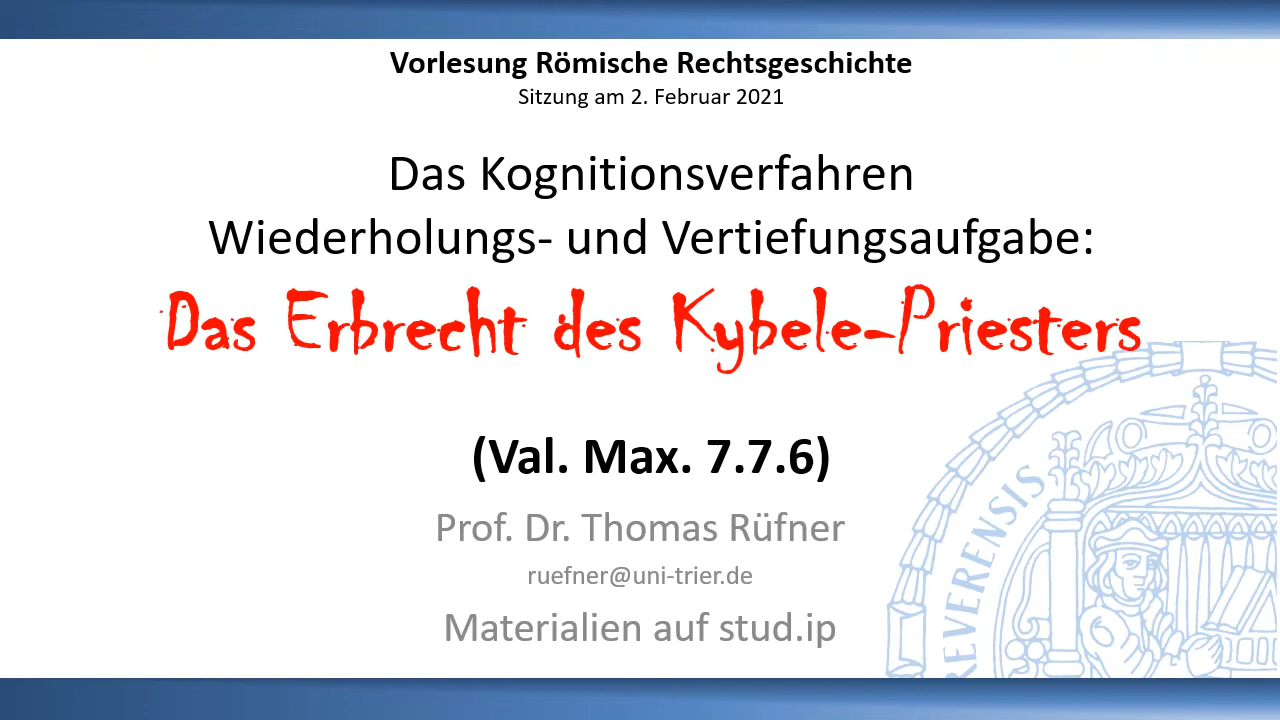 Vorlesung Römische Rechtsgeschichte
Sitzung am 2. Februar 2021
Das Kognitionsverfahren
Wiederholungs- und Vertiefungsaufgabe:
Das Erbrecht des Kybele-Priesters
(Val. Max. 7.7.6)
Prof. Dr. Thomas Rüfner
ruefner@uni-trier.de
Materialien auf stud.ip
REVERENSIS